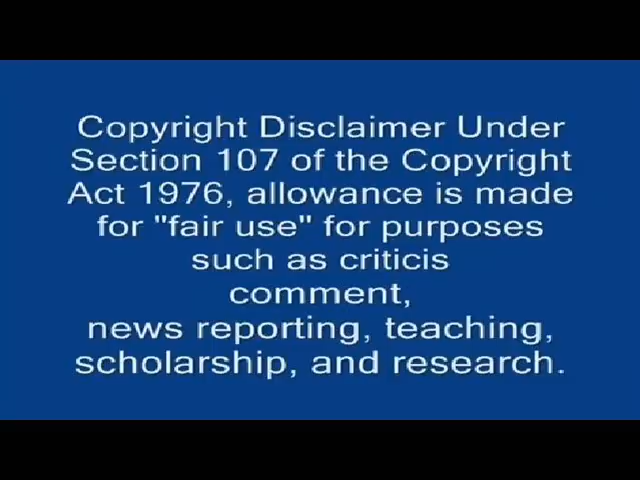 Copyright Disclaimer Under
Section 107 of the Copyright
Act 1976, allowance is made
for "fair use" for purposes
such as criticis
comment,
news reporting, teaching,
scholarship, and research.